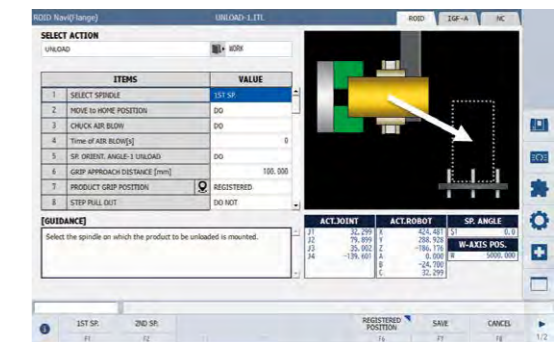 ROID Navi(Flange) UNLOAD-1.ITL ROID IGF-A NC
SELECT ACTION
UNLOAD WORK
ITEMS VALUE
1 SELECT SPINDLE 1ST SP.
2 MOVE to HOME POSITION DO
3 CHUCK AIR BLOW DO
4 Time of AIR BLOW[s] 0
5 SP. ORIENT. ANGLE-1 UNLOAD DO
6 GRIP APPROACH DISTANCE [mm] 100.000
7 PRODUCT GRIP POSITION REGISTERED
8 STEP PULL OUT DO NOT
[GUIDANCE]
Select the spindle on which the product to be unloaded is mounted.
ACT.JOINT ACT.ROBOT SP. ANGLE
J1 32.299 X 424.481 S1 0.0
J2 79.899 Y 288.928 W-AXIS POS.
J3 35.002 Z -186.176 W 5000.000
J4 -139.601 A 0.000
B -24.700
C 32.299
1ST SP. 2ND SP. REGISTERED POSITION SAVE CANCEL
F1 F2 F6 F7 F8 1/2